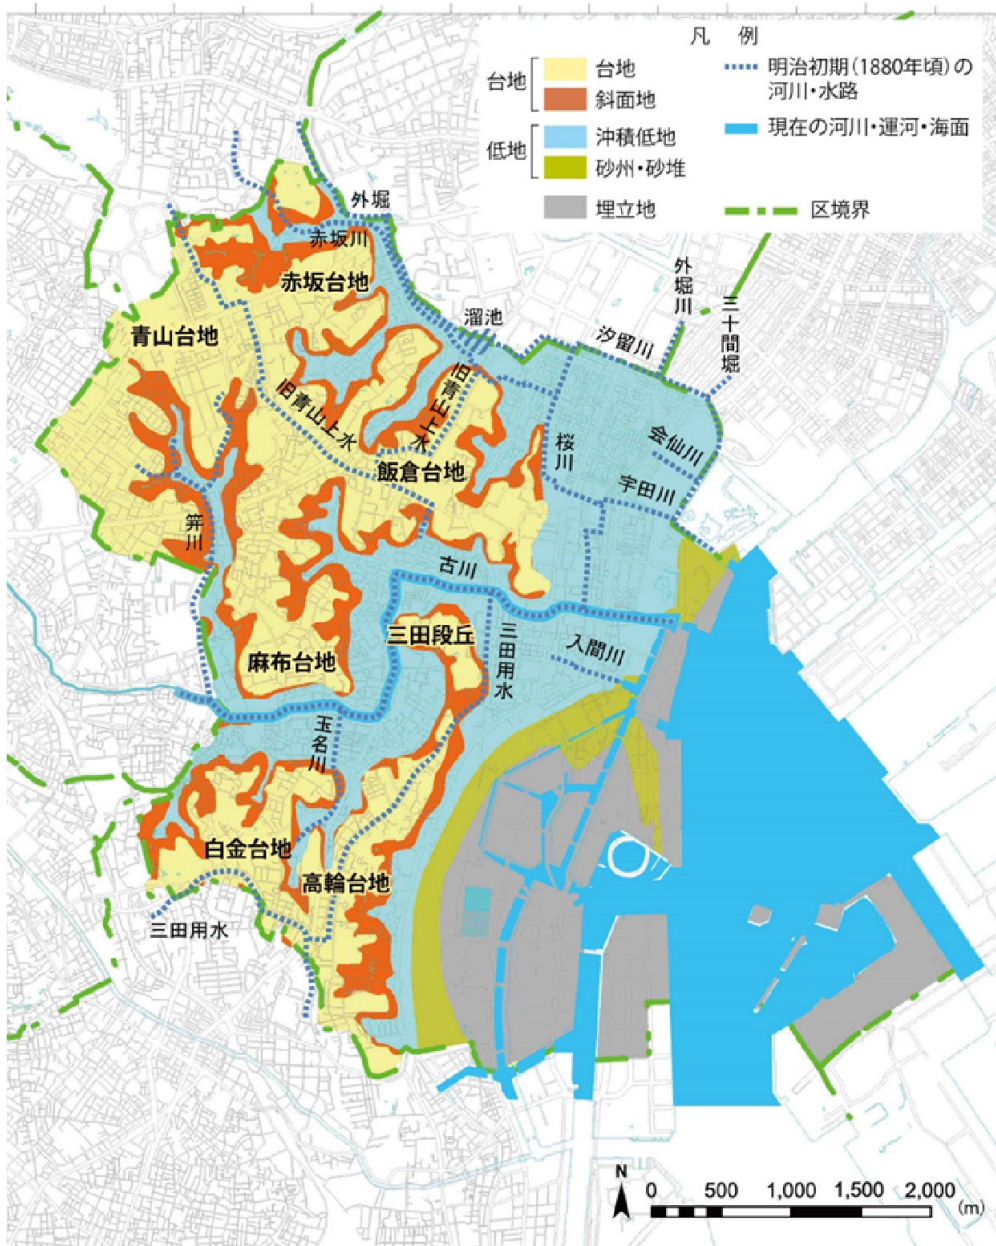 凡 例
台地
台地
斜面地
低地
沖積低地
砂州・砂堆
埋立地
明治初期(1880年頃)の
河川・水路
現在の河川・運河・海面
区境界
外堀
赤坂川
赤坂台地
青山台地
溜池
外堀川
三十間堀
汐留川
旧青山上水
旧青山上水
飯倉台地
桜川
会仙川
宇田川
笄川
古川
三田段丘
三田用水
入間川
麻布台地
玉名川
白金台地
高輪台地
三田用水
N
0 500 1,000 1,500 2,000 (m)